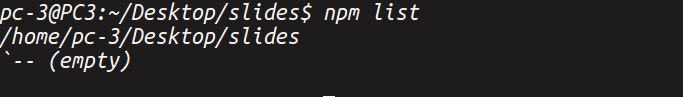 pc-3@PC3:~/Desktop/slides$ npm list
/home/pc-3/Desktop/slides
`-- (empty)